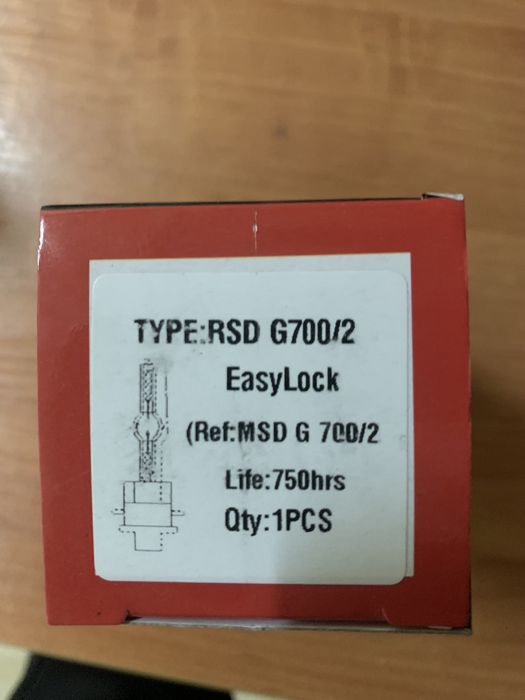 TYPE:RSD G700/2
EasyLock
(Ref:MSD G 700/2
Life:750hrs
Qty:1PCS